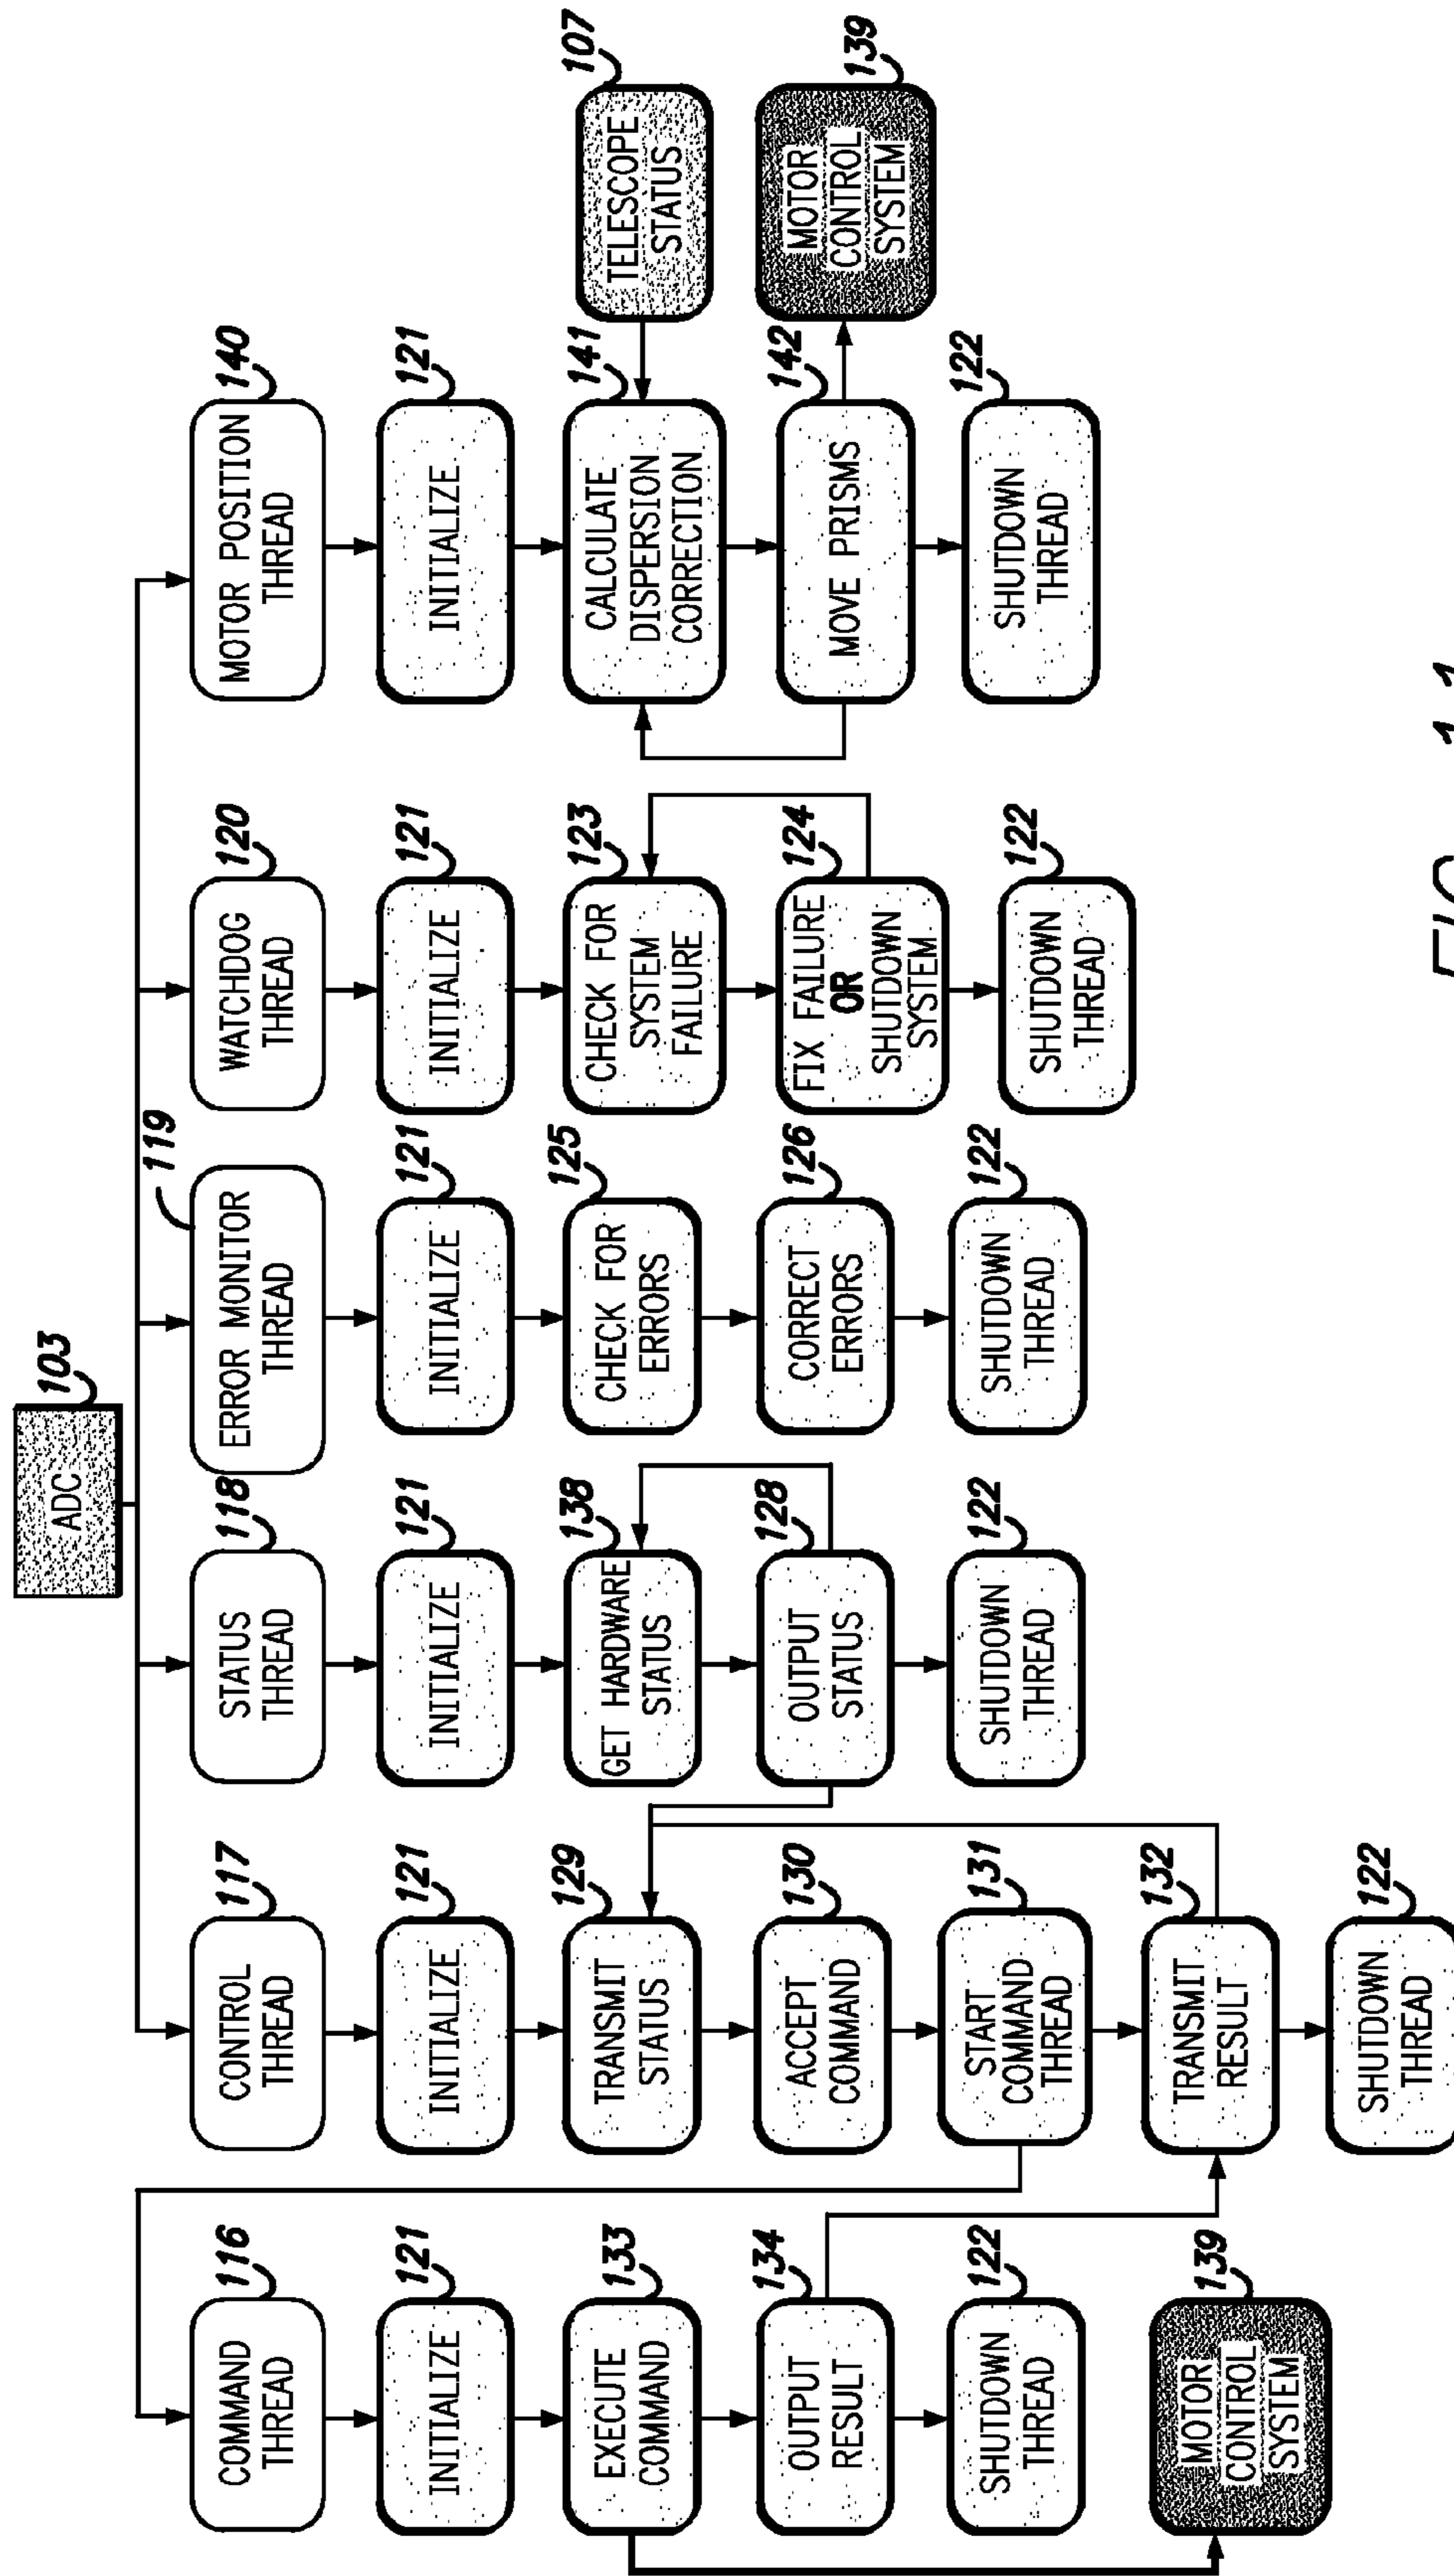 ADC
103
COMMAND
THREAD
116
INITIALIZE
121
EXECUTE
COMMAND
133
OUTPUT
RESULT
134
SHUTDOWN
THREAD
122
MOTOR
CONTROL
SYSTEM
139
CONTROL
THREAD
117
INITIALIZE
121
TRANSMIT
STATUS
129
ACCEPT
COMMAND
130
START
COMMAND
THREAD
131
TRANSMIT
RESULT
132
SHUTDOWN
THREAD
122
STATUS
THREAD
118
INITIALIZE
121
GET HARDWARE
STATUS
138
OUTPUT
STATUS
128
SHUTDOWN
THREAD
122
ERROR MONITOR
THREAD
119
INITIALIZE
121
CHECK FOR
ERRORS
125
CORRECT
ERRORS
126
SHUTDOWN
THREAD
122
WATCHDOG
THREAD
120
INITIALIZE
121
CHECK FOR
SYSTEM
FAILURE
123
FIX FAILURE
OR
SHUTDOWN
SYSTEM
124
SHUTDOWN
THREAD
122
MOTOR POSITION
THREAD
140
INITIALIZE
121
CALCULATE
DISPERSION
CORRECTION
141
MOVE PRISMS
142
SHUTDOWN
THREAD
122
TELESCOPE
STATUS
107
MOTOR
CONTROL
SYSTEM
139